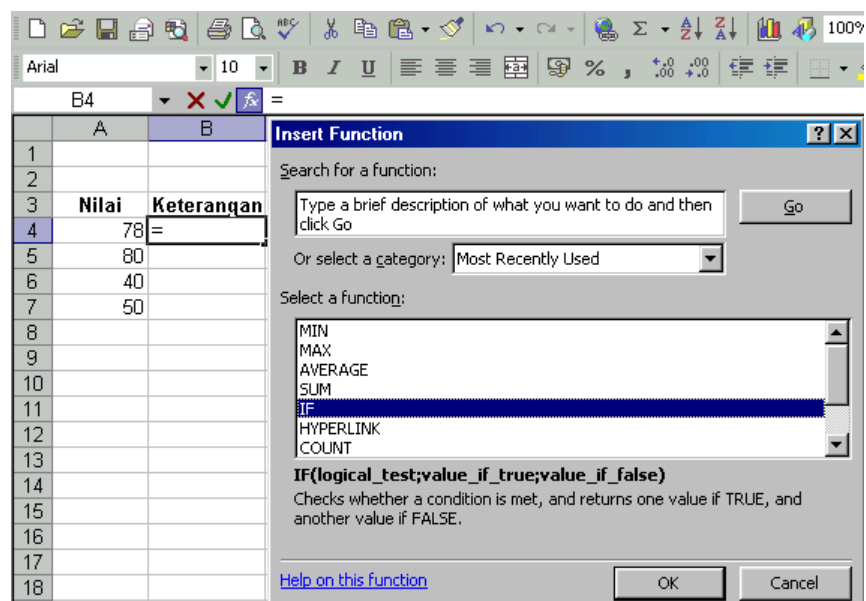 100%
Arial 10 B I U % ,
B4 =
A B
Insert Function
1
2
3 Nilai Keterangan
4 78 =
5 80
6 40
7 50
8
9
10
11
12
13
14
15
16
17
18
Search for a function:
Type a brief description of what you want to do and then
click Go
Go
Or select a category: Most Recently Used
Select a function:
MIN
MAX
AVERAGE
SUM
IF
HYPERLINK
COUNT
IF(logical_test;value_if_true;value_if_false)
Checks whether a condition is met, and returns one value if TRUE, and
another value if FALSE.
Help on this function
OK
Cancel